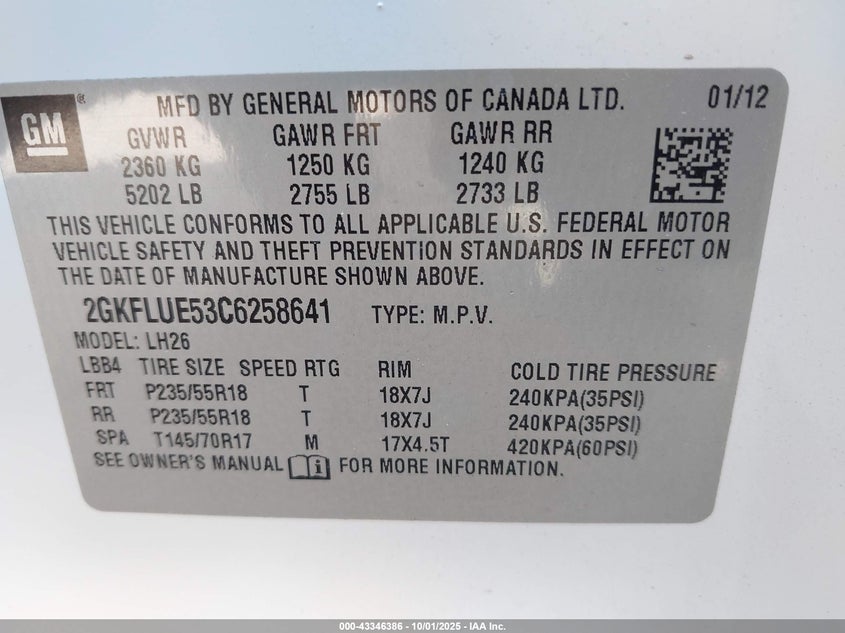 GM ®
MFD BY GENERAL MOTORS OF CANADA LTD. 01/12
GVWR GAWR FRT GAWR RR
2360 KG 1250 KG 1240 KG
5202 LB 2755 LB 2733 LB
THIS VEHICLE CONFORMS TO ALL APPLICABLE U.S. FEDERAL MOTOR
VEHICLE SAFETY AND THEFT PREVENTION STANDARDS IN EFFECT ON
THE DATE OF MANUFACTURE SHOWN ABOVE.
2GKFLUE53C6258641 TYPE: M.P.V.
MODEL: LH26
LBB4 TIRE SIZE SPEED RTG RIM COLD TIRE PRESSURE
FRT P235/55R18 T 18X7J 240KPA(35PSI)
RR P235/55R18 T 18X7J 240KPA(35PSI)
SPA T145/70R17 M 17X4.5T 420KPA(60PSI)
SEE OWNER'S MANUAL i FOR MORE INFORMATION.
000-43346386 - 10/01/2025 - IAA Inc.